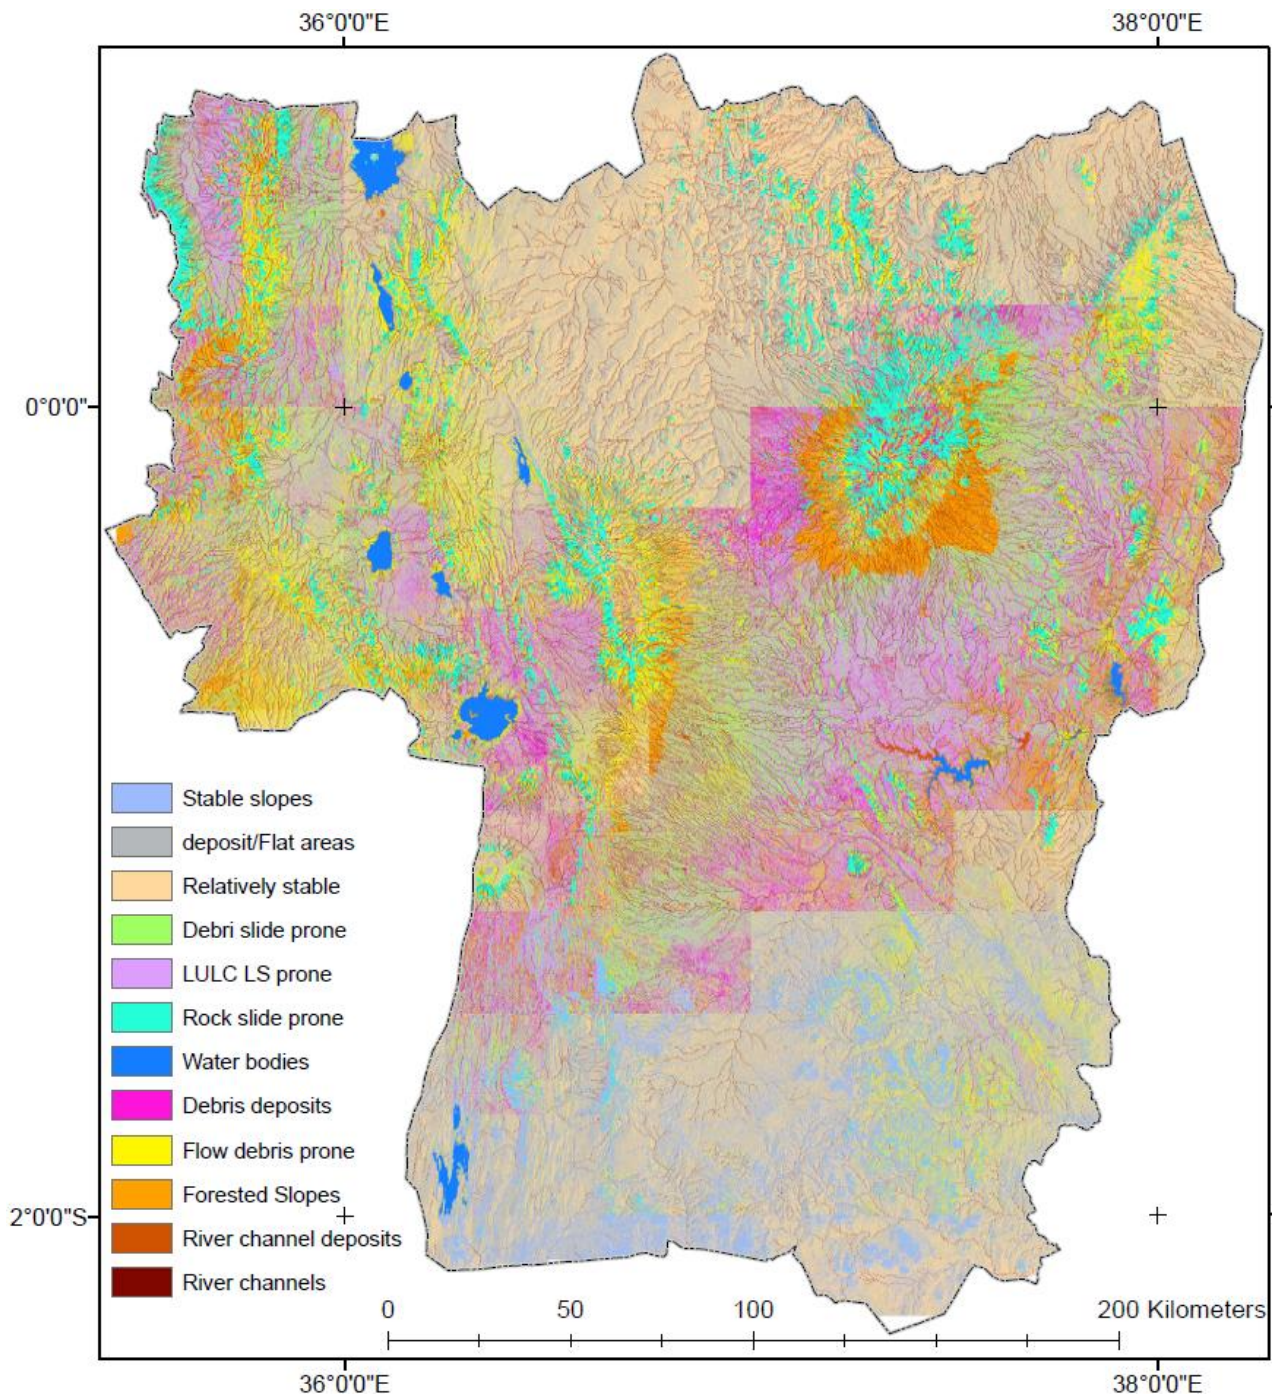 36°0'0"E
38°0'0"E
0°0'0"
Stable slopes
deposit/Flat areas
Relatively stable
Debri slide prone
LULC LS prone
Rock slide prone
Water bodies
Debris deposits
Flow debris prone
Forested Slopes
2°0'0"S
River channel deposits
River channels
0 50 100 200 Kilometers
36°0'0"E
38°0'0"E